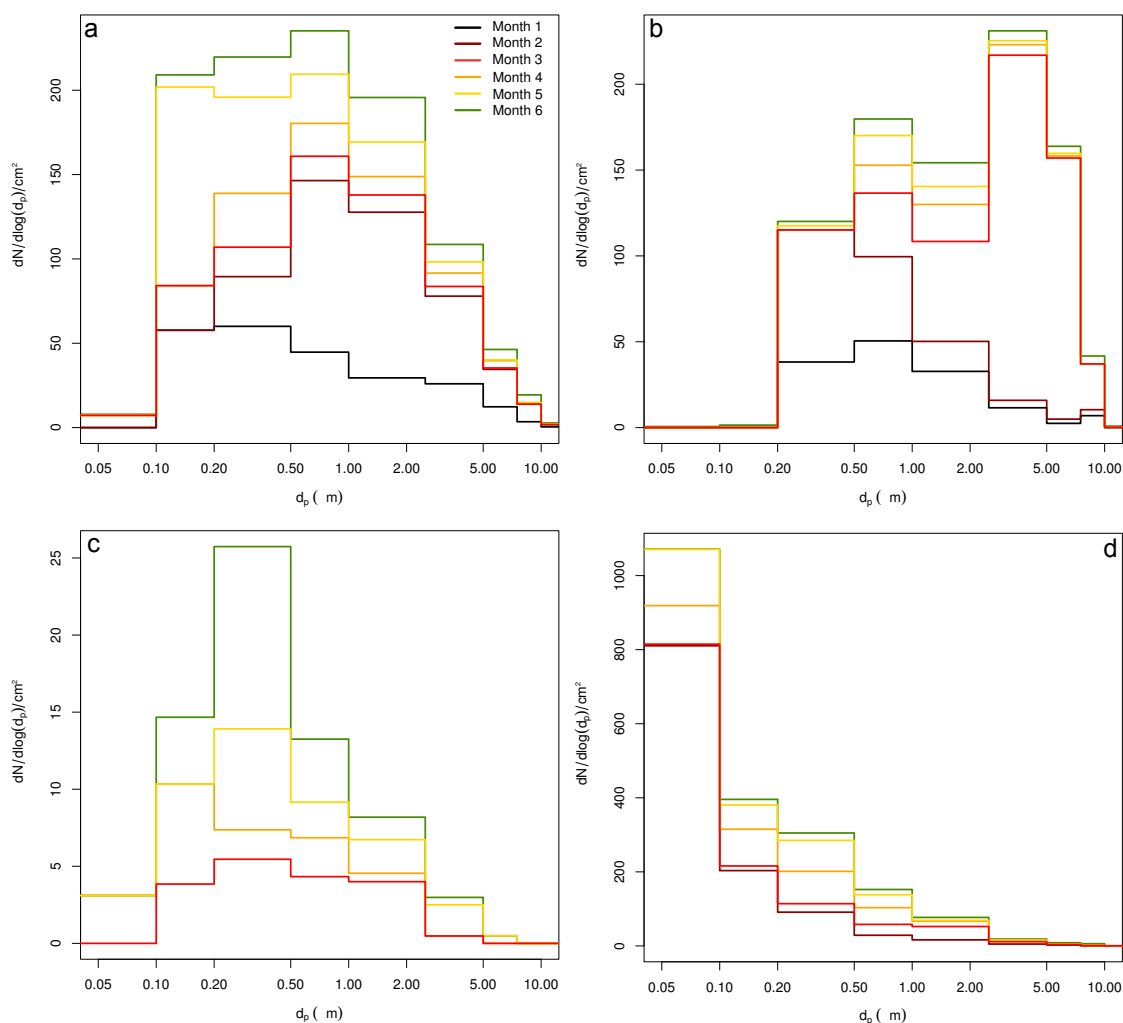 a
Month 1
Month 2
Month 3
Month 4
Month 5
Month 6
dN/dlog(dp)/cm²
200
150
100
50
0
0.05 0.10 0.20 0.50 1.00 2.00 5.00 10.00
dp ( m)
b
dN/dlog(dp)/cm²
200
150
100
50
0
0.05 0.10 0.20 0.50 1.00 2.00 5.00 10.00
dp ( m)
c
dN/dlog(dp)/cm²
25
20
15
10
5
0
0.05 0.10 0.20 0.50 1.00 2.00 5.00 10.00
dp ( m)
d
dN/dlog(dp)/cm²
1000
800
600
400
200
0
0.05 0.10 0.20 0.50 1.00 2.00 5.00 10.00
dp ( m)